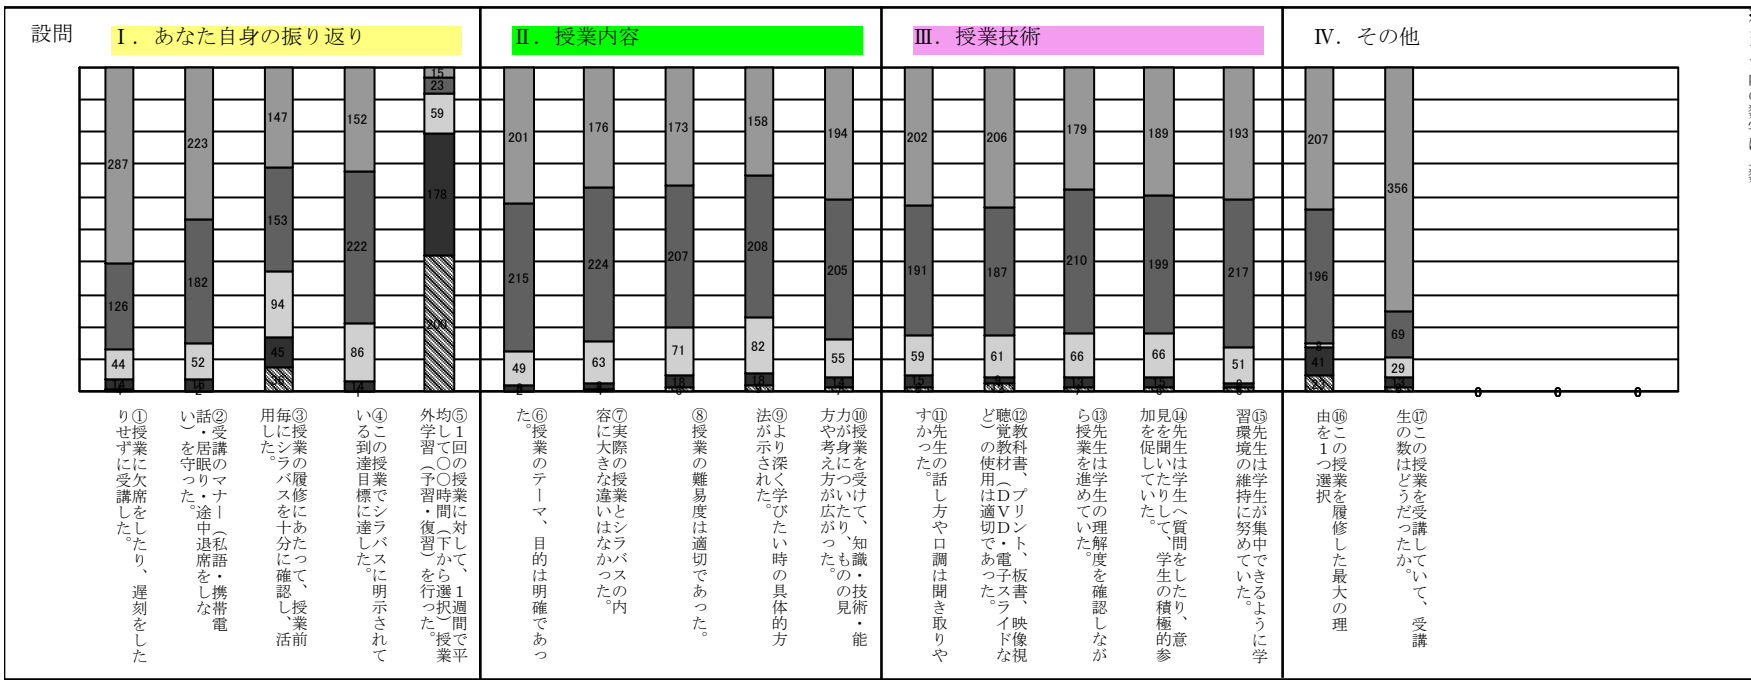 設問
Ⅰ．あなた自身の振り返り
Ⅱ．授業内容
Ⅲ．授業技術
Ⅳ．その他
287
126
44
14
223
182
52
16
2
147
153
94
45
36
152
222
86
14
1
15
23
59
178
200
201
215
49
8
176
224
63
173
207
71
18
158
208
82
18
194
205
55
14
202
191
59
15
206
187
61
179
210
66
13
189
199
66
15
193
217
51
207
196
8
41
23
356
69
29
13
0
0
0
①授業に欠席をしたり、遅刻をした
りせずに受講した。
②受講のマナー（私語・携帯電
話・居眠り・途中退席をしな
い）を守った。
③授業の履修にあたって、授業前
毎にシラバスを十分に確認し、活
用した。
④この授業でシラバスに明示されて
いる到達目標に達した。
⑤１回の授業に対して、１週間で平
均して〇〇時間（下から選択）授業
外学習（予習・復習）を行った。
⑥授業のテーマ、目的は明確であっ
た。
⑦実際の授業とシラバスの内
容に大きな違いはなかった。
⑧授業の難易度は適切であった。
⑨より深く学びたい時の具体的方
法が示された。
⑩授業を受けて、知識・技術・能
力が身についたり、ものの見
方や考え方が広がった。
⑪先生の話し方や口調は聞き取りや
すかった。
⑫教科書、プリント、板書、映像視
聴覚教材（ＤＶＤ・電子スライドな
ど）の使用は適切であった。
⑬先生は学生の理解度を確認しなが
ら授業を進めていた。
⑭先生は学生へ質問をしたり、意
見を聞いたりして、学生の積極的参
加を促していた。
⑮先生は学生が集中できるように学
習環境の維持に努めていた。
⑯この授業を履修した最大の理
由を１つ選択
⑰この授業を受講していて、受講
生の数はどうだったか。